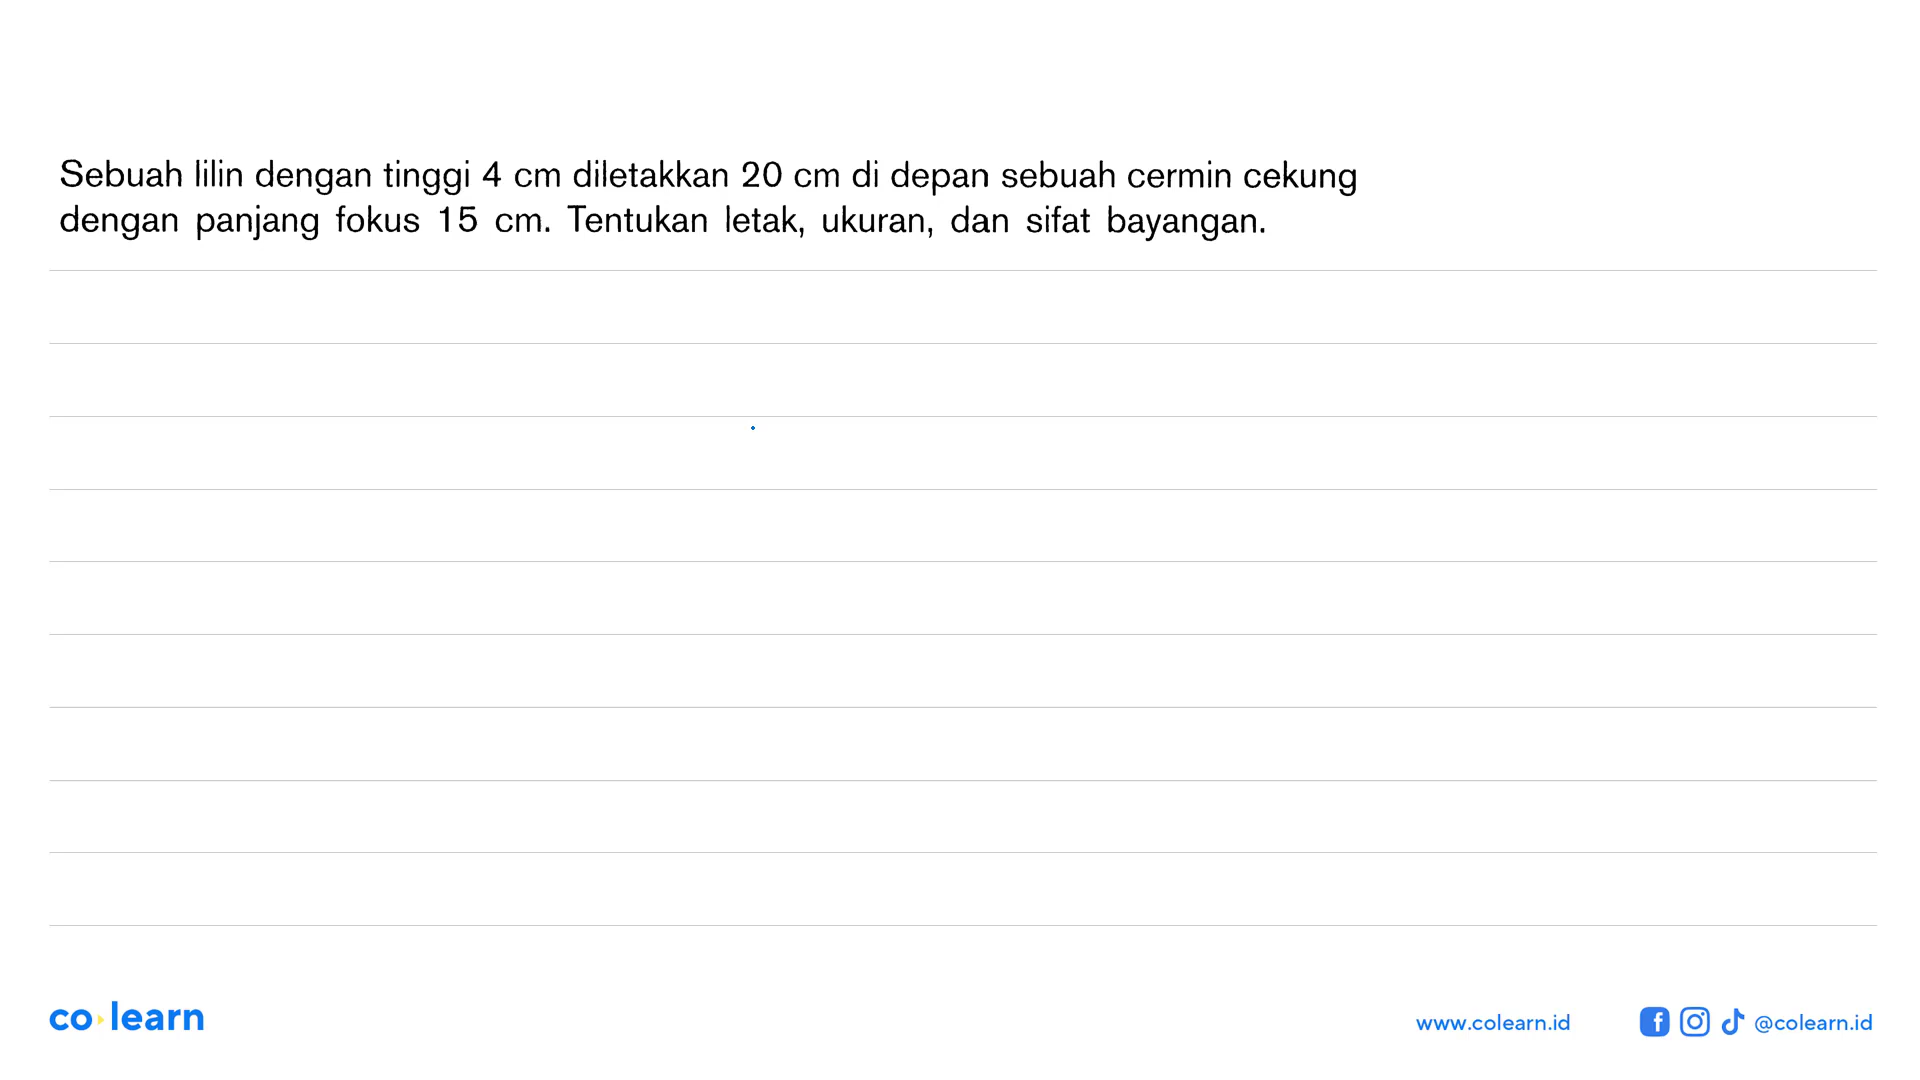 Sebuah lilin dengan tinggi 4 cm diletakkan 20 cm di depan sebuah cermin cekung
dengan panjang fokus 15 cm. Tentukan letak, ukuran, dan sifat bayangan.
co learn
www.colearn.id
@colearn.id